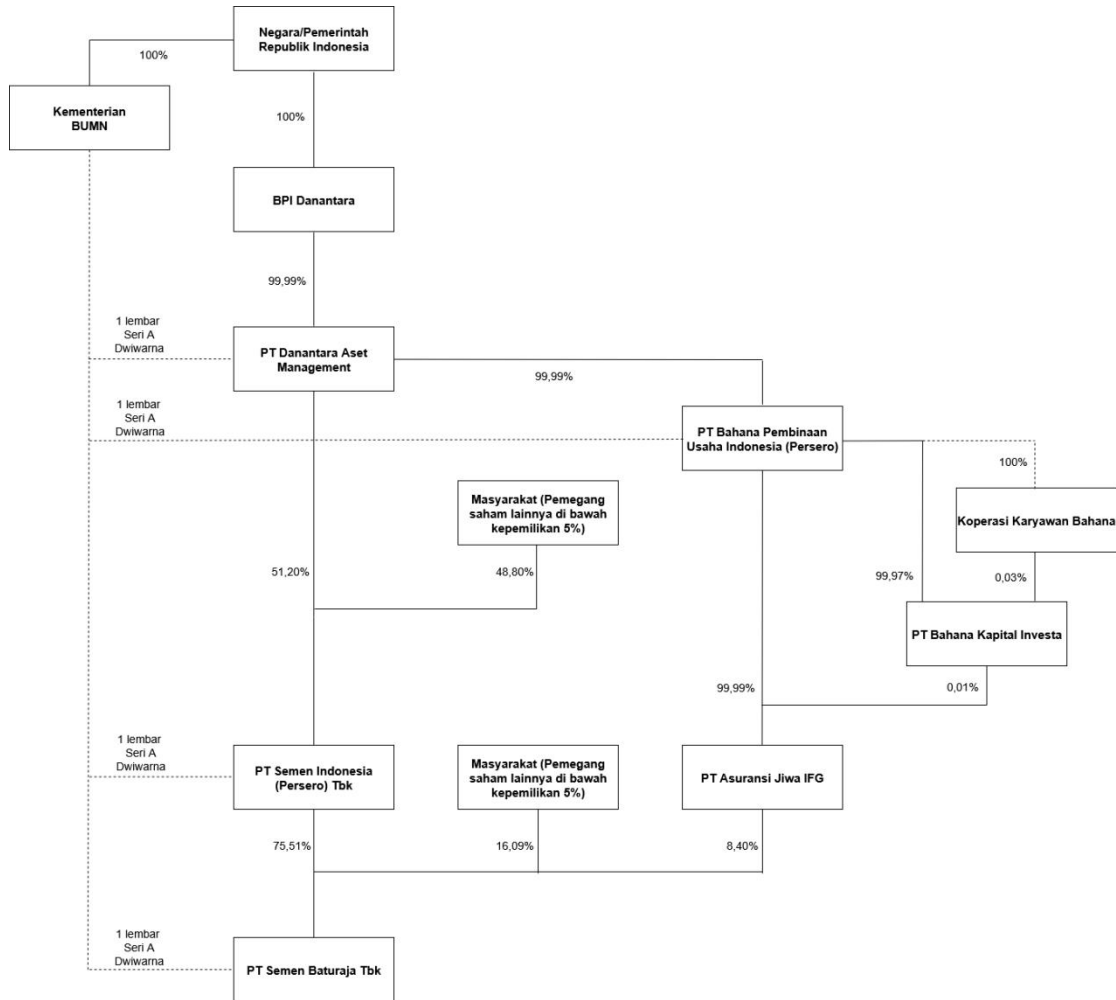 Negara/Pemerintah
Republik Indonesia
100%
Kementerian
BUMN
100%
BPI Danantara
99,99%
1 lembar
Seri A
Dwiwarna
PT Danantara Aset
Management
99,99%
1 lembar
Seri A
Dwiwarna
PT Bahana Pembinaan
Usaha Indonesia (Persero)
100%
Masyarakat (Pemegang
saham lainnya di bawah
kepemilikan 5%)
Koperasi Karyawan Bahana
51,20%
48,80%
99,97%
0,03%
PT Bahana Kapital Investa
99,99%
0,01%
1 lembar
Seri A
Dwiwarna
PT Semen Indonesia
(Persero) Tbk
Masyarakat (Pemegang
saham lainnya di bawah
kepemilikan 5%)
PT Asuransi Jiwa IFG
75,51%
16,09%
8,40%
1 lembar
Seri A
Dwiwarna
PT Semen Baturaja Tbk